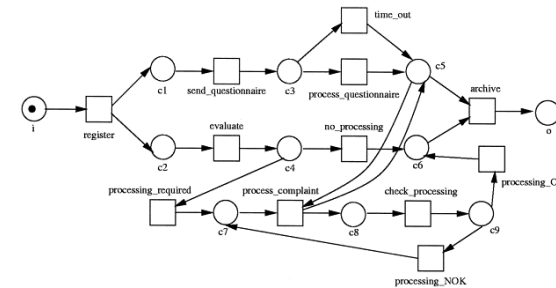 time_out
c5
c1
send_questionnaire
c3
process_questionnaire
archive
i
register
evaluate
no_processing
o
c2
c4
c6
processing_required
process_complaint
check_processing
processing_O
c7
c8
c9
processing_NOK